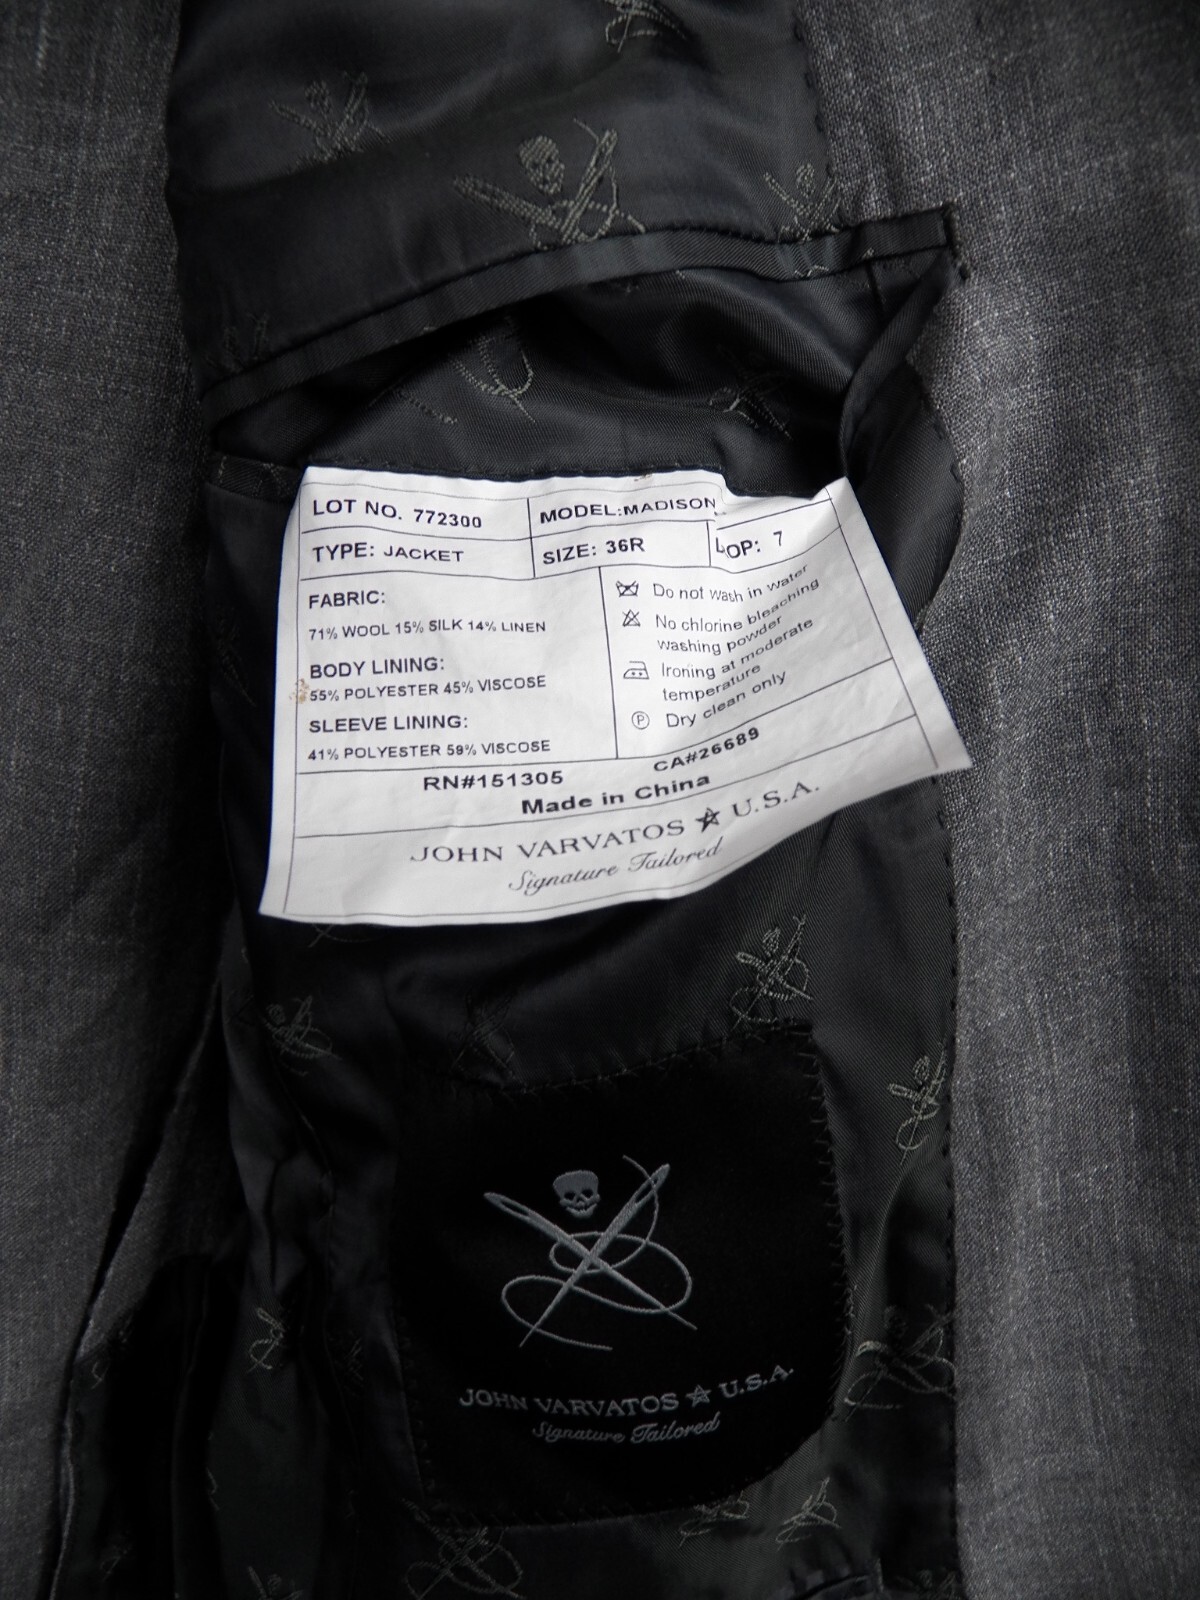 LOT NO. 772300 MODEL:MADISON
TYPE: JACKET SIZE: 36R OP: 7
FABRIC:
71% WOOL 15% SILK 14% LINEN
BODY LINING:
55% POLYESTER 45% VISCOSE
SLEEVE LINING:
41% POLYESTER 59% VISCOSE
Do not wash in water
No chlorine bleaching
washing powder
Ironing at moderate
temperature
P Dry clean only
RN#151305 CA#26689
Made in China
JOHN VARVATOS ★ U.S.A.
Signature Tailored
JOHN VARVATOS ★ U.S.A.
Signature Tailored